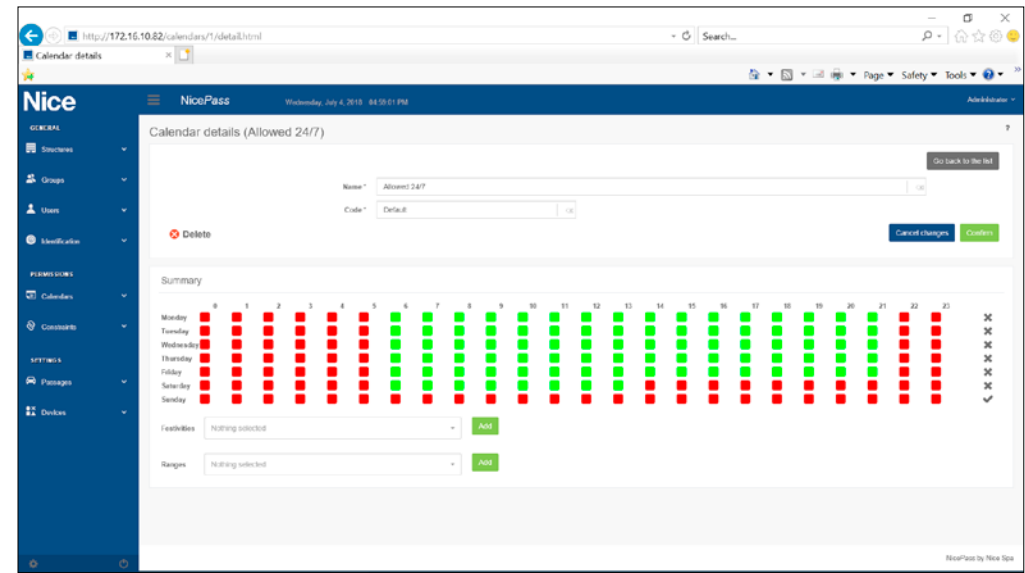 http://172.16.10.82/calendars/1/detail.html
Search...
Calendar details
Page Safety Tools
Nice
NicePass Wednesday, July 4, 2018 04:59:01 PM Administrator
GENERAL
Structures
Groups
Users
Identification
PERMISSIONS
Calendars
Constraints
SETTINGS
Passages
Devices
Calendar details (Allowed 24/7) ?
Go back to the list
Name * Allowed 24/7
Code * Default
Delete Cancel changes Confirm
Summary
0 1 2 3 4 5 6 7 8 9 10 11 12 13 14 15 16 17 18 19 20 21 22 23
Monday
Tuesday
Wednesday
Thursday
Friday
Saturday
Sunday
Festivities Nothing selected Add
Ranges Nothing selected Add
NicePass by Nice Spa